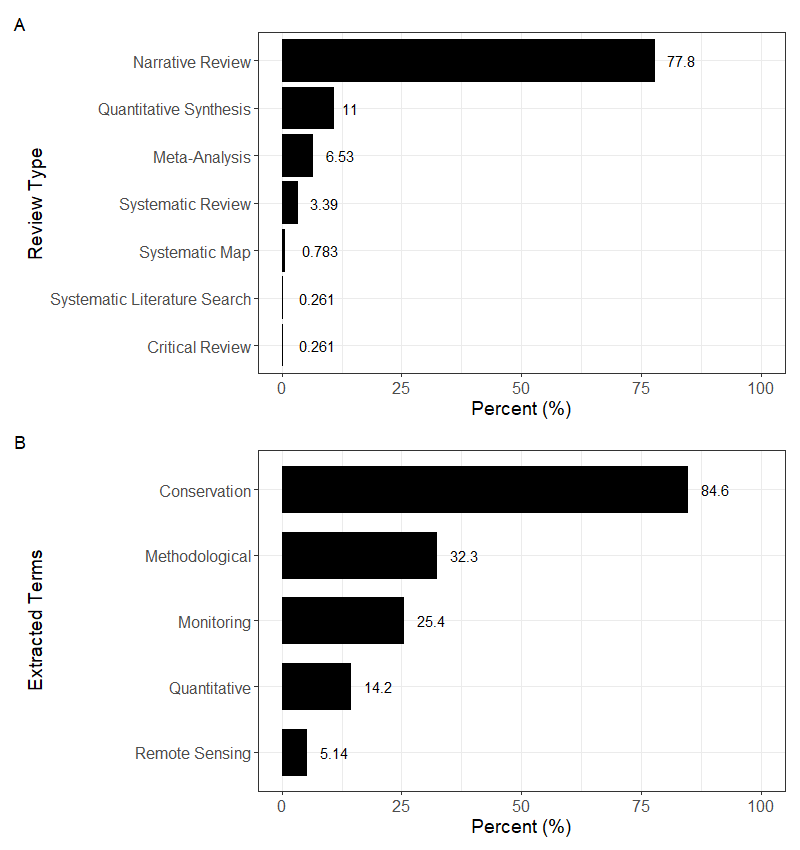 A
Review Type
Narrative Review 77.8
Quantitative Synthesis 11
Meta-Analysis 6.53
Systematic Review 3.39
Systematic Map 0.783
Systematic Literature Search 0.261
Critical Review 0.261
0 25 50 75 100
Percent (%)
B
Extracted Terms
Conservation 84.6
Methodological 32.3
Monitoring 25.4
Quantitative 14.2
Remote Sensing 5.14
0 25 50 75 100
Percent (%)